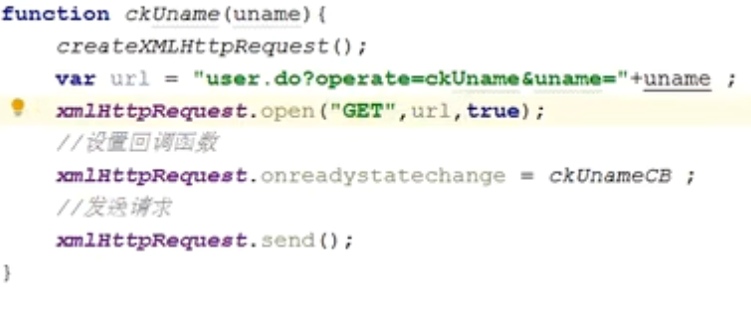 function ckUname(uname){
    createXMLHttpRequest();
    var url = "user.do?operate=ckUname&uname="+uname ;
    xmlHttpRequest.open("GET",url,true);
    //设置回调函数
    xmlHttpRequest.onreadystatechange = ckUnameCB ;
    //发送请求
    xmlHttpRequest.send();
}